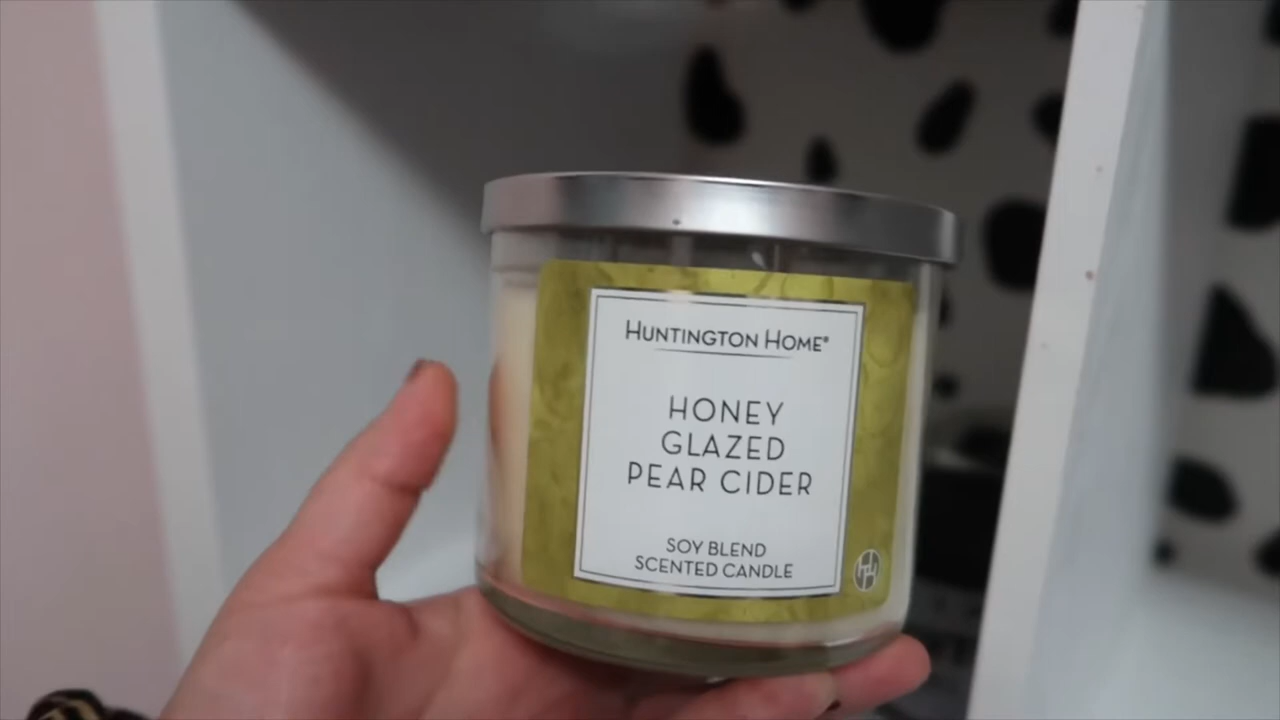 HUNTINGTON HOME®
HONEY
GLAZED
PEAR CIDER
SOY BLEND
SCENTED CANDLE